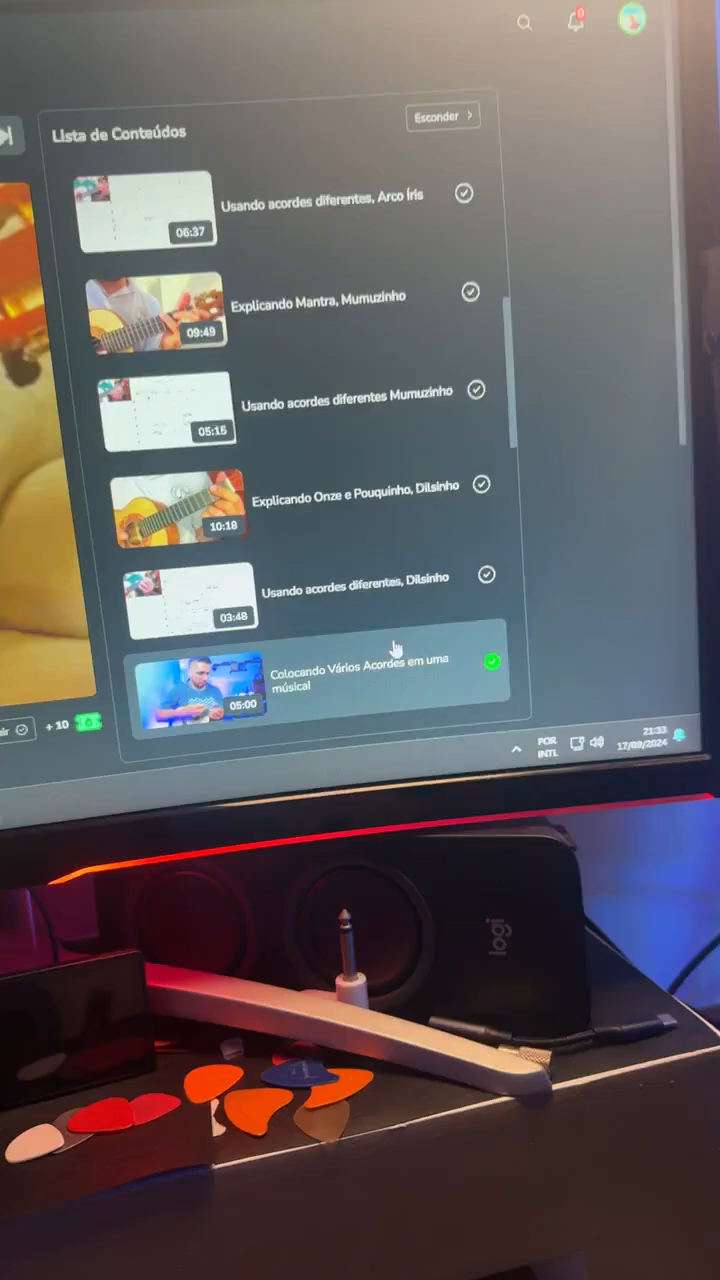 0
Lista de Conteúdos
Esconder
Usando acordes diferentes, Arco Íris
06:37
Explicando Mantra, Mumuzinho
09:49
Usando acordes diferentes Mumuzinho
05:15
Explicando Onze e Pouquinho, Dilsinho
10:18
Usando acordes diferentes, Dilsinho
03:48
Colocando Vários Acordes em uma
músical
05:00
+ 10
POR
INTL
21:33
17/09/2024
logi